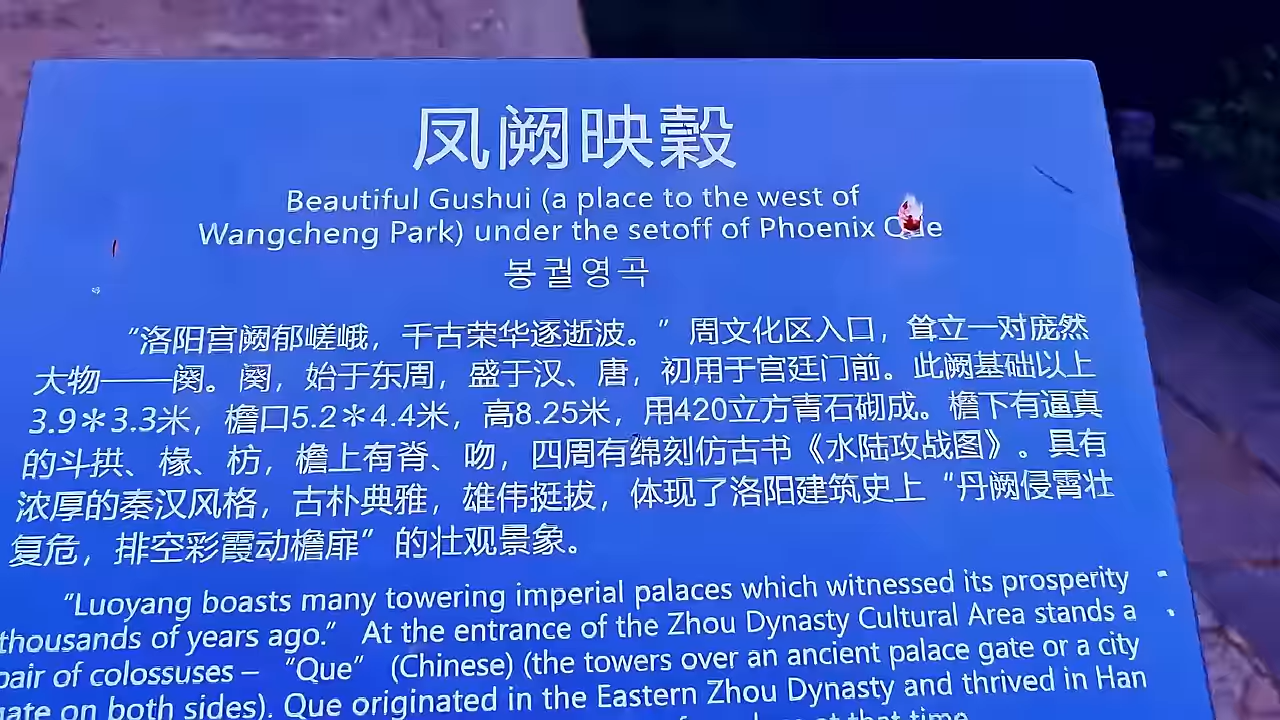 凤阙映榖
Beautiful Gushui (a place to the west of
Wangcheng Park) under the setoff of Phoenix Que
봉궐영곡
“洛阳宫阙郁嵯峨，千古荣华逐逝波。”周文化区入口，耸立一对庞然
大物——阕。阕，始于东周，盛于汉、唐，初用于宫廷门前。此阙基础以上
3.9＊3.3米，檐口5.2＊4.4米，高8.25米，用420立方青石砌成。檐下有逼真
的斗拱、椽、枋，檐上有脊、吻，四周有绵刻仿古书《水陆攻战图》。具有
浓厚的秦汉风格，古朴典雅，雄伟挺拔，体现了洛阳建筑史上“丹阙侵霄壮
复危，排空彩霞动檐扉”的壮观景象。
“Luoyang boasts many towering imperial palaces which witnessed its prosperity
thousands of years ago.” At the entrance of the Zhou Dynasty Cultural Area stands a
pair of colossuses – “Que” (Chinese) (the towers over an ancient palace gate or a city
gate on both sides). Que originated in the Eastern Zhou Dynasty and thrived in Han
at that time